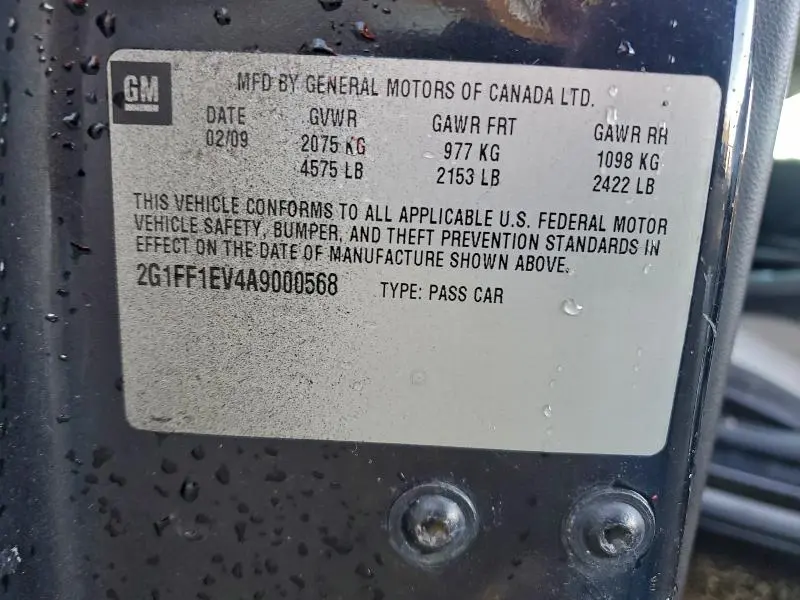 GM
MFD BY GENERAL MOTORS OF CANADA LTD.
DATE GVWR GAWR FRT GAWR RR
02/09 2075 KG 977 KG 1098 KG
4575 LB 2153 LB 2422 LB
THIS VEHICLE CONFORMS TO ALL APPLICABLE U.S. FEDERAL MOTOR
VEHICLE SAFETY, BUMPER, AND THEFT PREVENTION STANDARDS IN
EFFECT ON THE DATE OF MANUFACTURE SHOWN ABOVE.
2G1FF1EV4A9000568 TYPE: PASS CAR